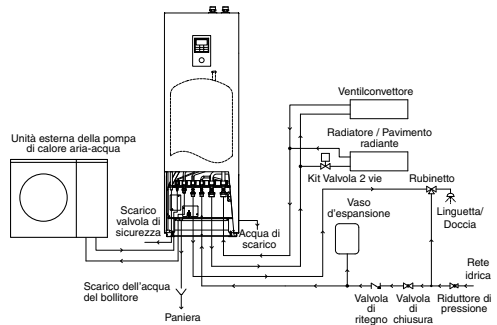 Ventilconvettore
Unità esterna della pompa
di calore aria-acqua
Radiatore / Pavimento
radiante
Kit Valvola 2 vie
Rubinetto
Linguetta/
Doccia
Vaso
d'espansione
Scarico
valvola di
sicurezza
Acqua di
scarico
Rete
idrica
Scarico dell'acqua
del bollitore
Paniera
Valvola
di
ritegno
Valvola
di
chiusura
Riduttore di
pressione